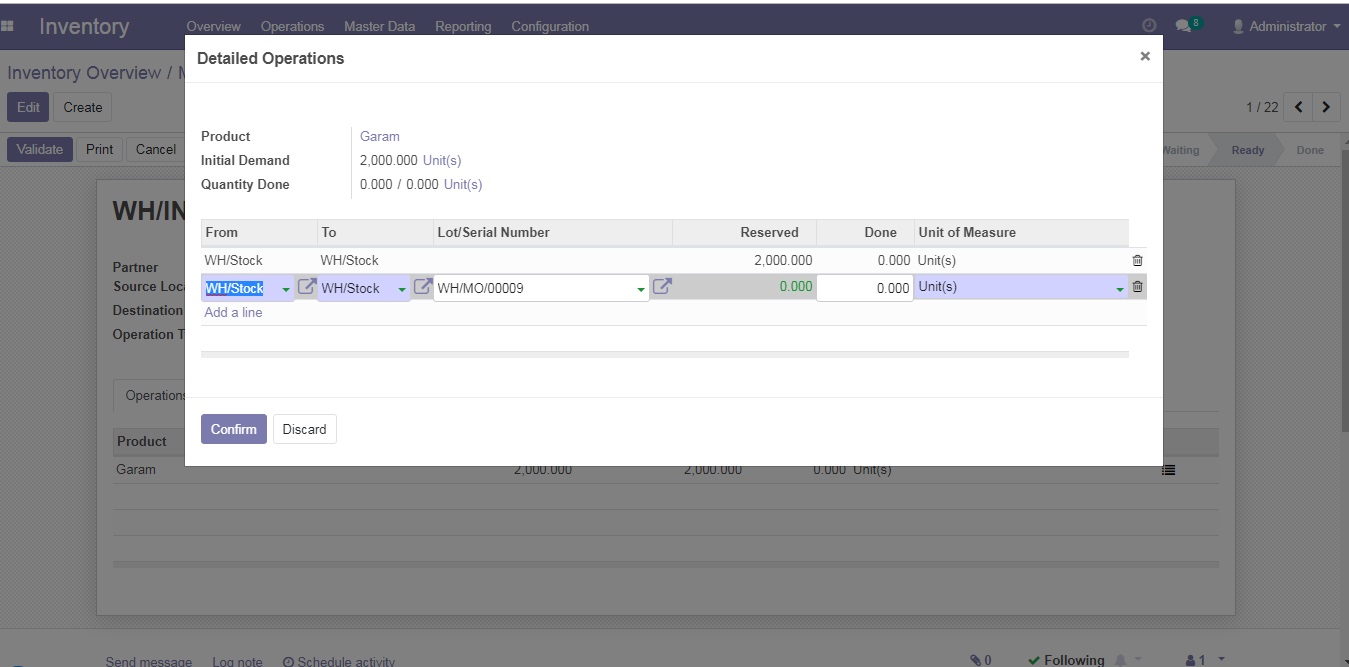 Inventory Overview Operations Master Data Reporting Configuration 8 Administrator
Inventory Overview /
Detailed Operations ×
Edit Create 1 / 22
Validate Print Cancel Waiting Ready Done
Product Garam
Initial Demand 2,000.000 Unit(s)
Quantity Done 0.000 / 0.000 Unit(s)
WH/IN
From To Lot/Serial Number Reserved Done Unit of Measure
WH/Stock WH/Stock 2,000.000 0.000 Unit(s)
WH/Stock WH/Stock WH/MO/00009 0.000 0.000 Unit(s)
Add a line
Partner
Source Loca
Destination
Operation T
Operations
Confirm Discard
Product
Garam 2,000.000 2,000.000 0.000 Unit(s)
Send message Log note Schedule activity 0 Following 1